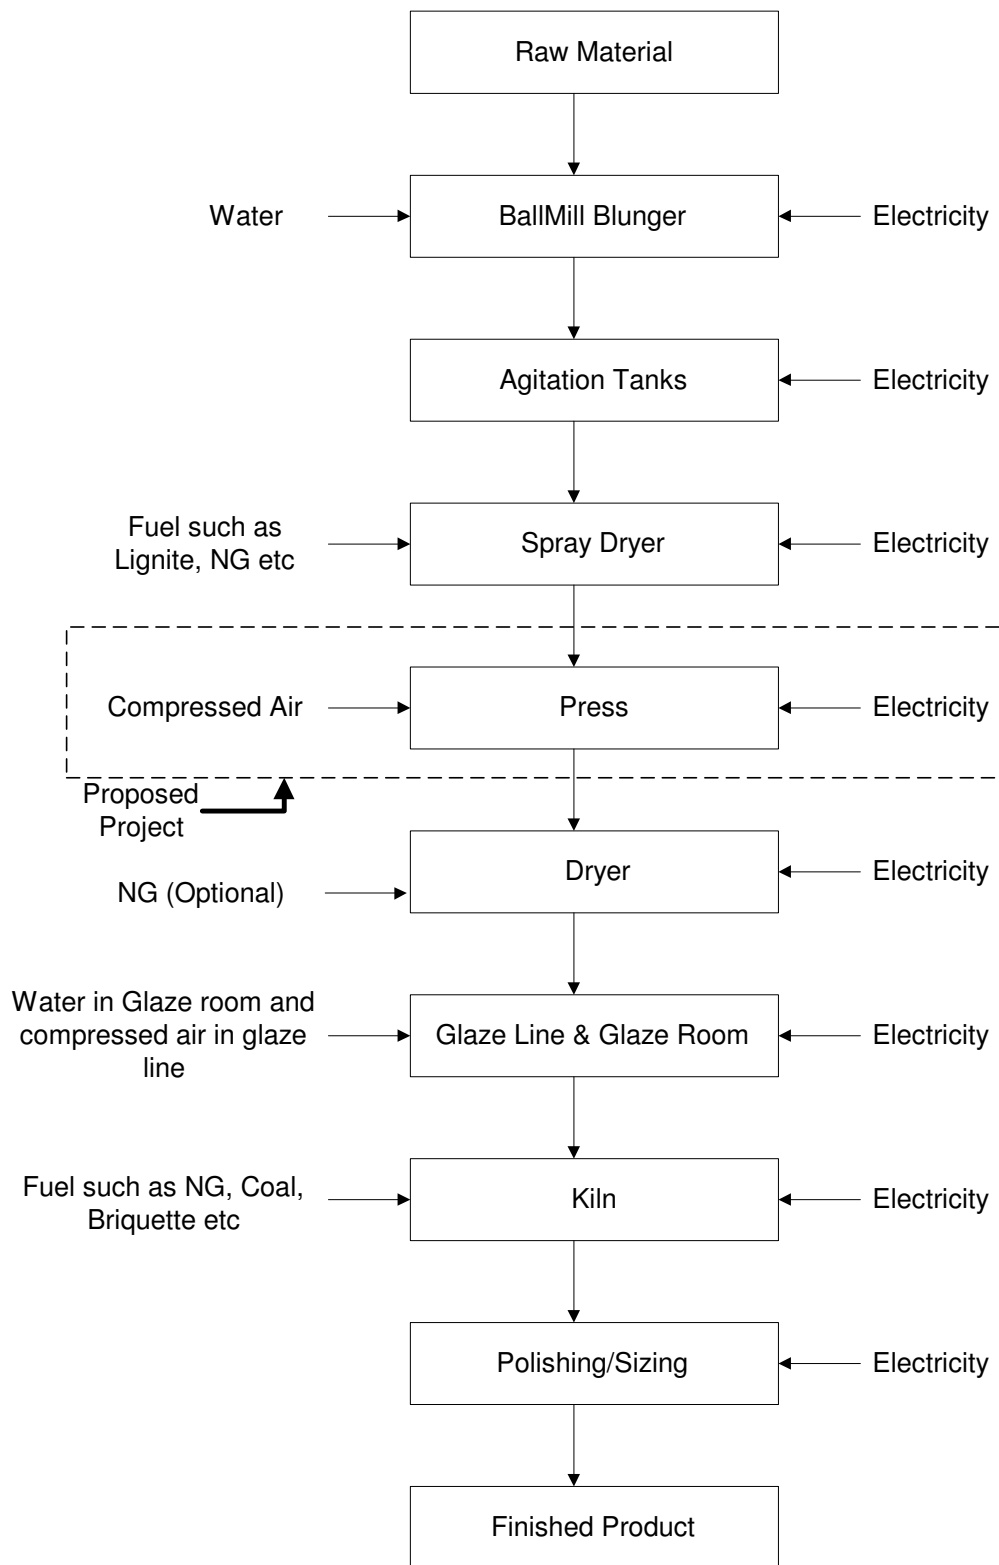 Raw Material
Water
BallMill Blunger
Electricity
Agitation Tanks
Electricity
Fuel such as
Lignite, NG etc
Spray Dryer
Electricity
Compressed Air
Press
Electricity
Proposed
Project
Dryer
Electricity
NG (Optional)
Water in Glaze room and
compressed air in glaze
line
Glaze Line & Glaze Room
Electricity
Fuel such as NG, Coal,
Briquette etc
Kiln
Electricity
Polishing/Sizing
Electricity
Finished Product